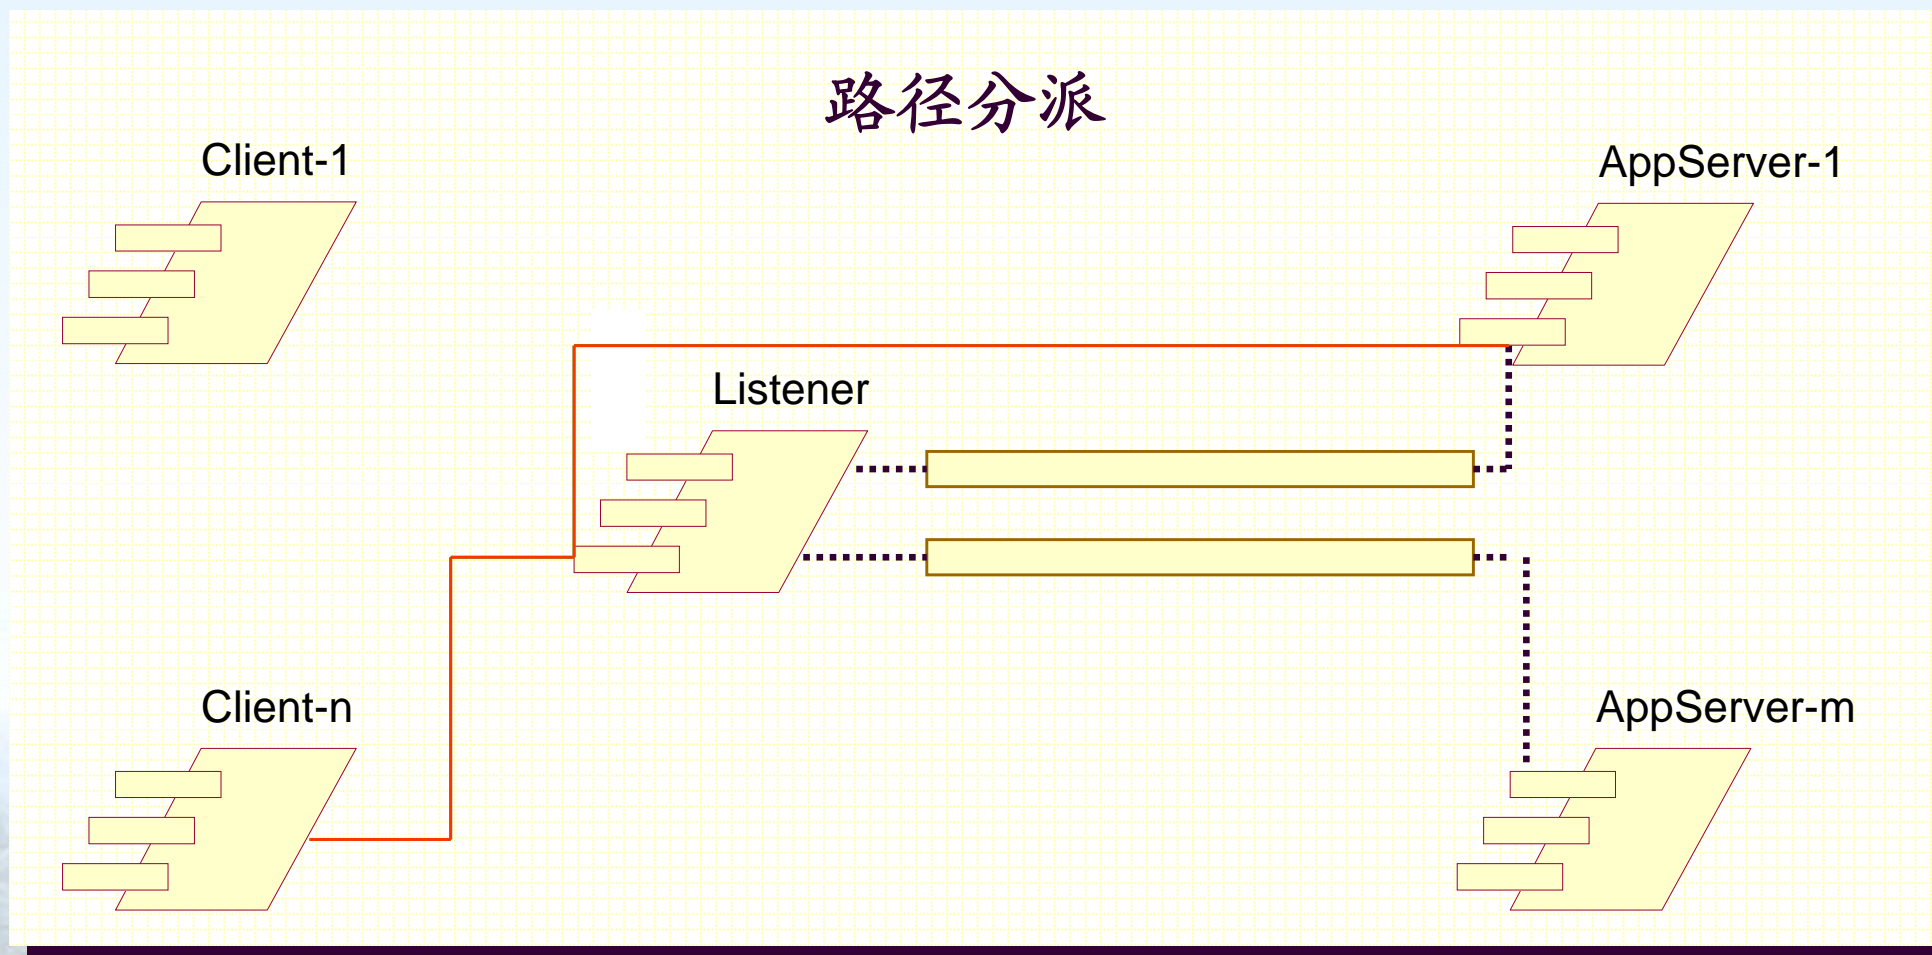 路径分派
Client-1
AppServer-1
Listener
Client-n
AppServer-m